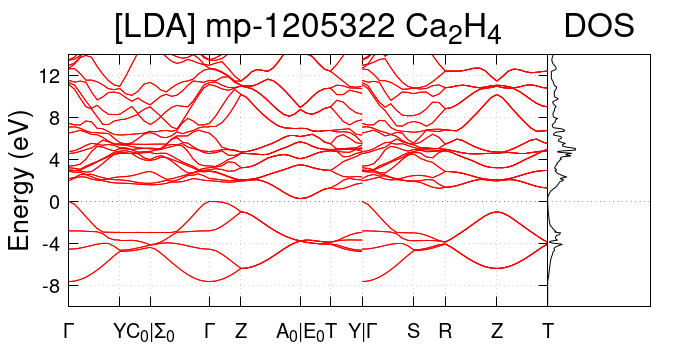 [LDA] mp-1205322 Ca₂H₄ DOS
Energy (eV)
12
8
4
0
-4
-8
Γ YC₀|Σ₀ Γ Z A₀|E₀T Y|Γ S R Z T